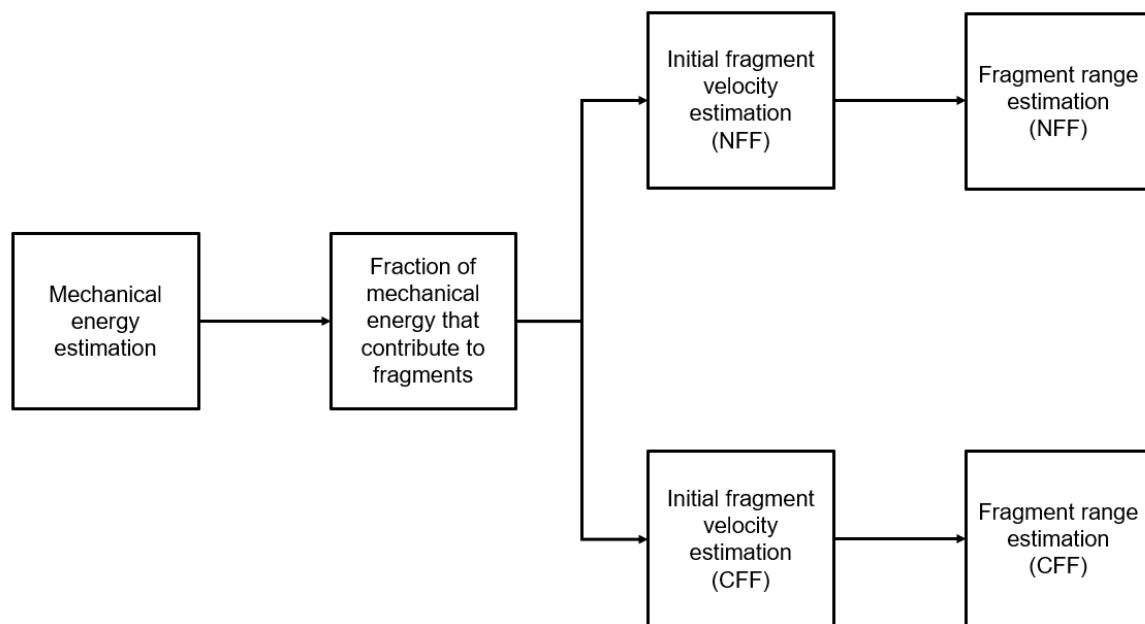 Mechanical
energy
estimation
Fraction of
mechanical
energy that
contribute to
fragments
Initial fragment
velocity
estimation
(NFF)
Fragment range
estimation
(NFF)
Initial fragment
velocity
estimation
(CFF)
Fragment range
estimation
(CFF)